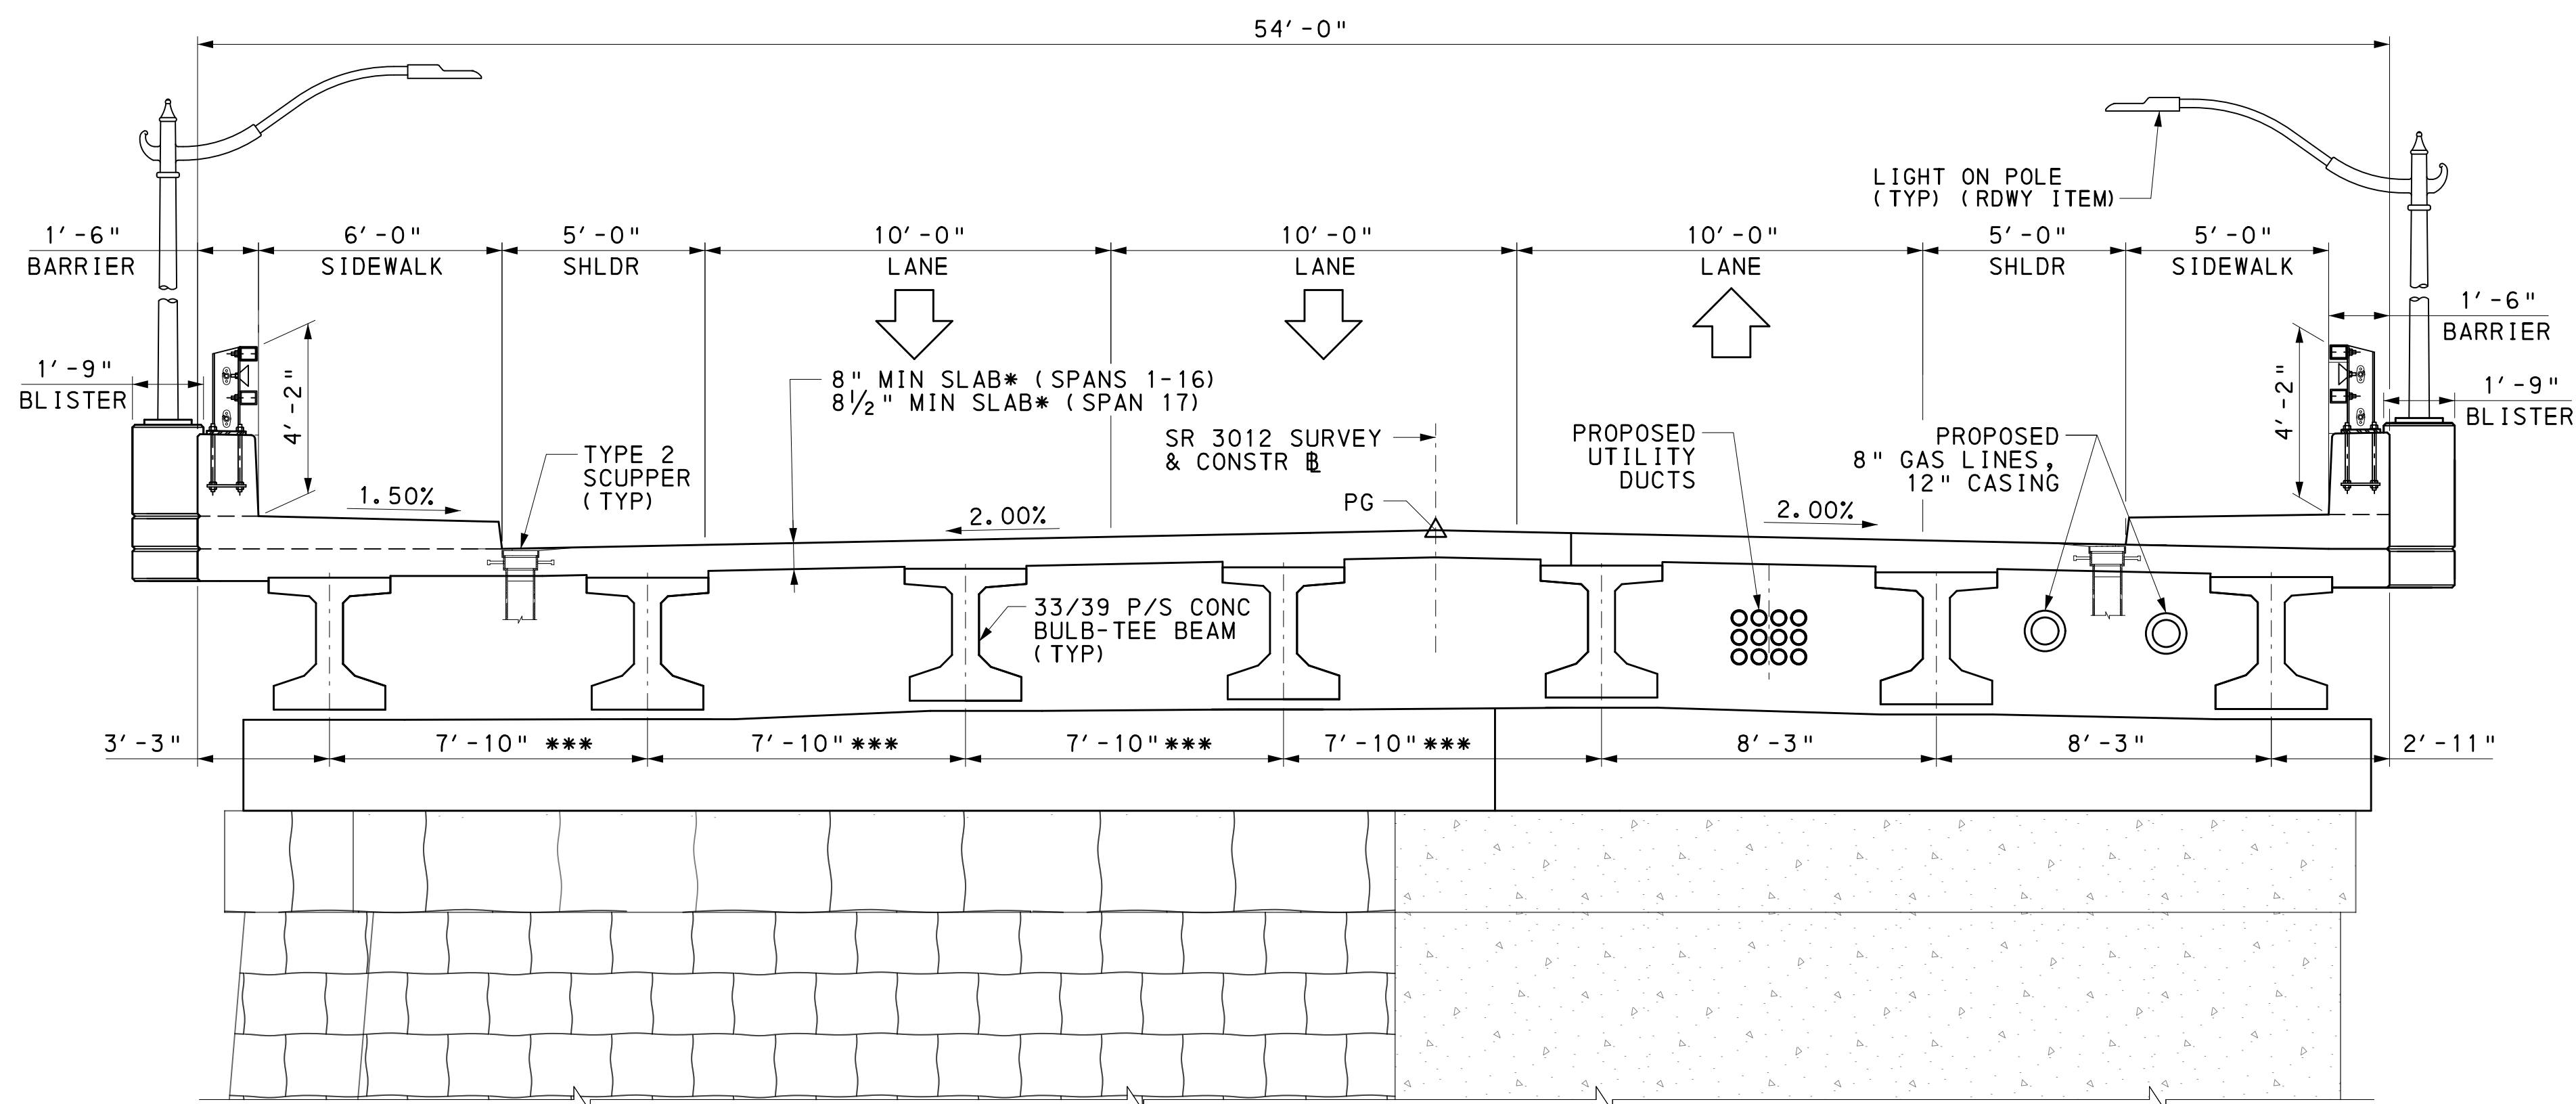 54'-0"
LIGHT ON POLE
(TYP) (RDWY ITEM)
1'-6" 6'-0" 5'-0" 10'-0" 10'-0" 10'-0" 5'-0" 5'-0"
BARRIER SIDEWALK SHLDR LANE LANE LANE SHLDR SIDEWALK
1'-6"
BARRIER
1'-9"
BLISTER
4'-2"
8" MIN SLAB* (SPANS 1-16)
8½" MIN SLAB* (SPAN 17)
4'-2"
1'-9"
BLISTER
TYPE 2
SCUPPER
(TYP)
SR 3012 SURVEY
& CONSTR BL
PROPOSED
UTILITY
DUCTS
PROPOSED
8" GAS LINES,
12" CASING
1.50%
PG
2.00%
2.00%
33/39 P/S CONC
BULB-TEE BEAM
(TYP)
3'-3" 7'-10" *** 7'-10"*** 7'-10"*** 7'-10"*** 8'-3" 8'-3" 2'-11"